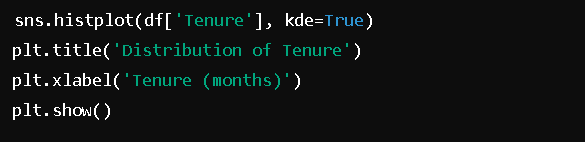 sns.histplot(df['Tenure'], kde=True)
plt.title('Distribution of Tenure')
plt.xlabel('Tenure (months)')
plt.show()